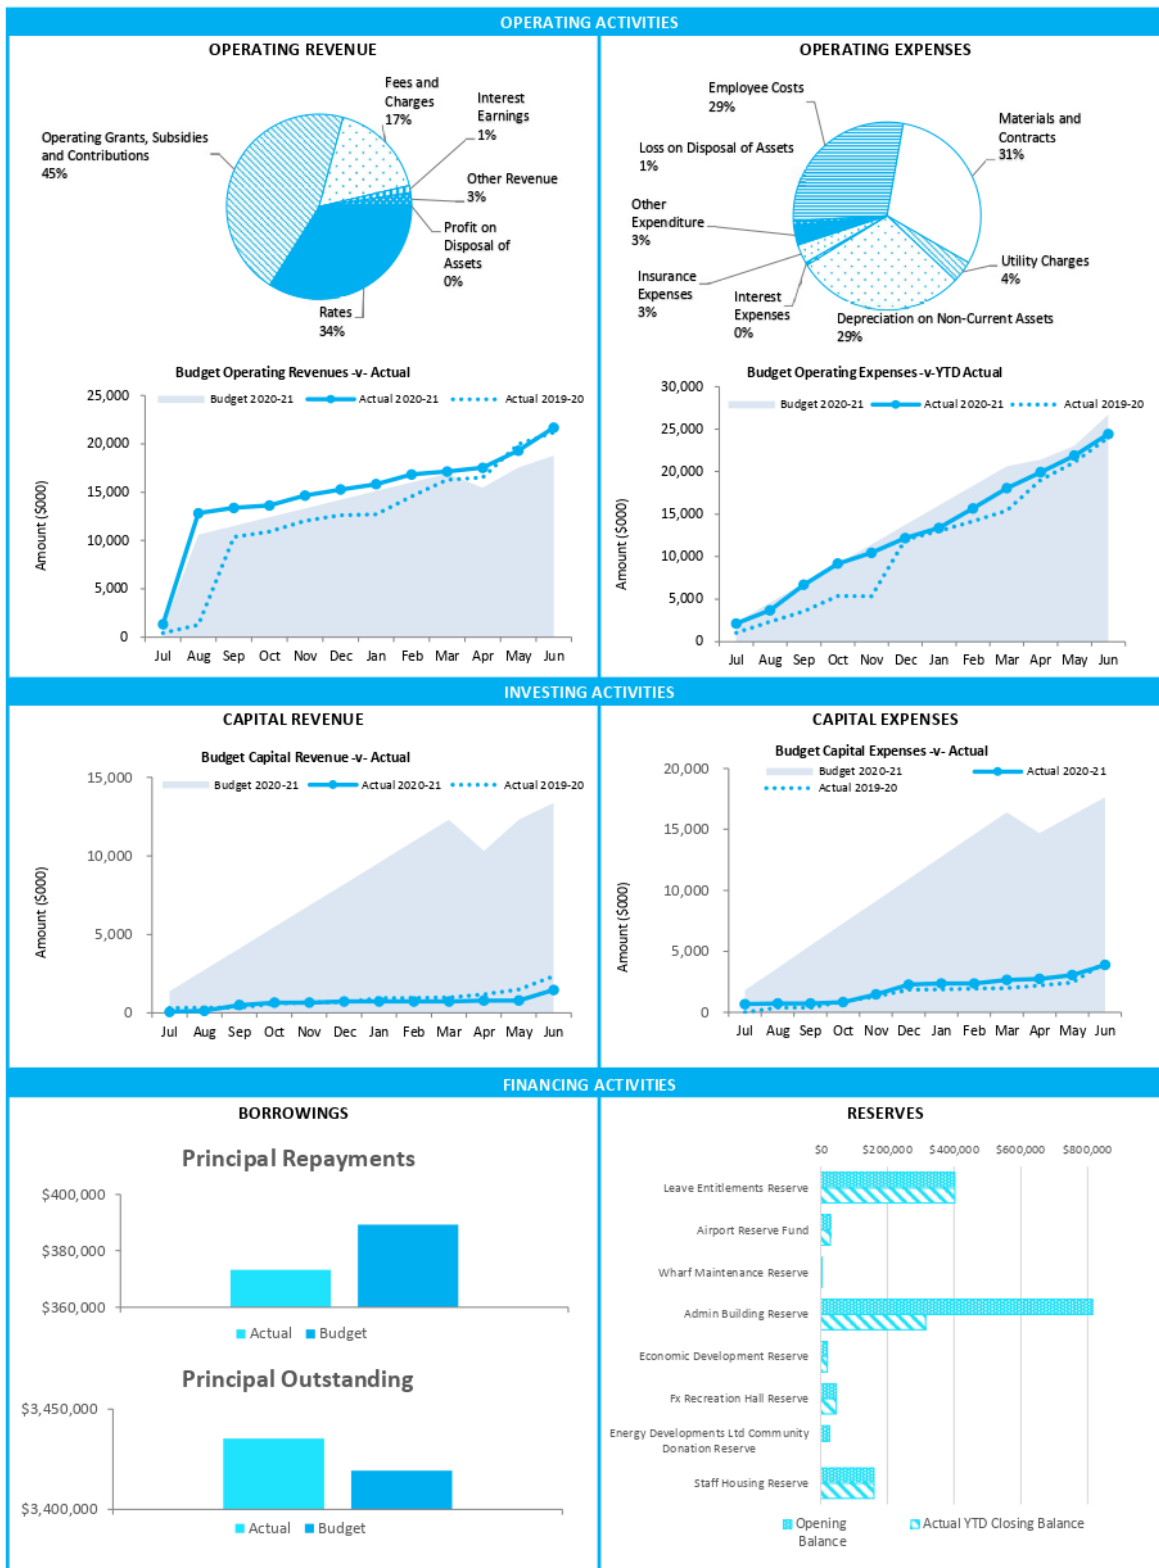 OPERATING ACTIVITIES
OPERATING REVENUE
Fees and
Charges
17%
Interest
Earnings
1%
Operating Grants, Subsidies
and Contributions
45%
Other Revenue
3%
Profit on
Disposal of
Assets
0%
Rates
34%
Budget Operating Revenues -v- Actual
Budget 2020-21
Actual 2020-21
Actual 2019-20
25,000
20,000
15,000
10,000
5,000
0
Amount ($000)
Jul Aug Sep Oct Nov Dec Jan Feb Mar Apr May Jun
OPERATING EXPENSES
Employee Costs
29%
Materials and
Contracts
31%
Loss on Disposal of Assets
1%
Other
Expenditure
3%
Insurance
Expenses
3%
Interest
Expenses
0%
Utility Charges
4%
Depreciation on Non-Current Assets
29%
Budget Operating Expenses -v-YTD Actual
Budget 2020-21
Actual 2020-21
Actual 2019-20
30,000
25,000
20,000
15,000
10,000
5,000
0
Amount ($000)
Jul Aug Sep Oct Nov Dec Jan Feb Mar Apr May Jun
INVESTING ACTIVITIES
CAPITAL REVENUE
Budget Capital Revenue -v- Actual
Budget 2020-21
Actual 2020-21
Actual 2019-20
15,000
10,000
5,000
0
Amount ($000)
Jul Aug Sep Oct Nov Dec Jan Feb Mar Apr May Jun
CAPITAL EXPENSES
Budget Capital Expenses -v- Actual
Budget 2020-21
Actual 2020-21
Actual 2019-20
20,000
15,000
10,000
5,000
0
Amount ($000)
Jul Aug Sep Oct Nov Dec Jan Feb Mar Apr May Jun
FINANCING ACTIVITIES
BORROWINGS
Principal Repayments
$400,000
$380,000
$360,000
Actual
Budget
Principal Outstanding
$3,450,000
$3,400,000
Actual
Budget
RESERVES
$0 $200,000 $400,000 $600,000 $800,000
Leave Entitlements Reserve
Airport Reserve Fund
Wharf Maintenance Reserve
Admin Building Reserve
Economic Development Reserve
Fx Recreation Hall Reserve
Energy Developments Ltd Community
Donation Reserve
Staff Housing Reserve
Opening
Balance
Actual YTD Closing Balance